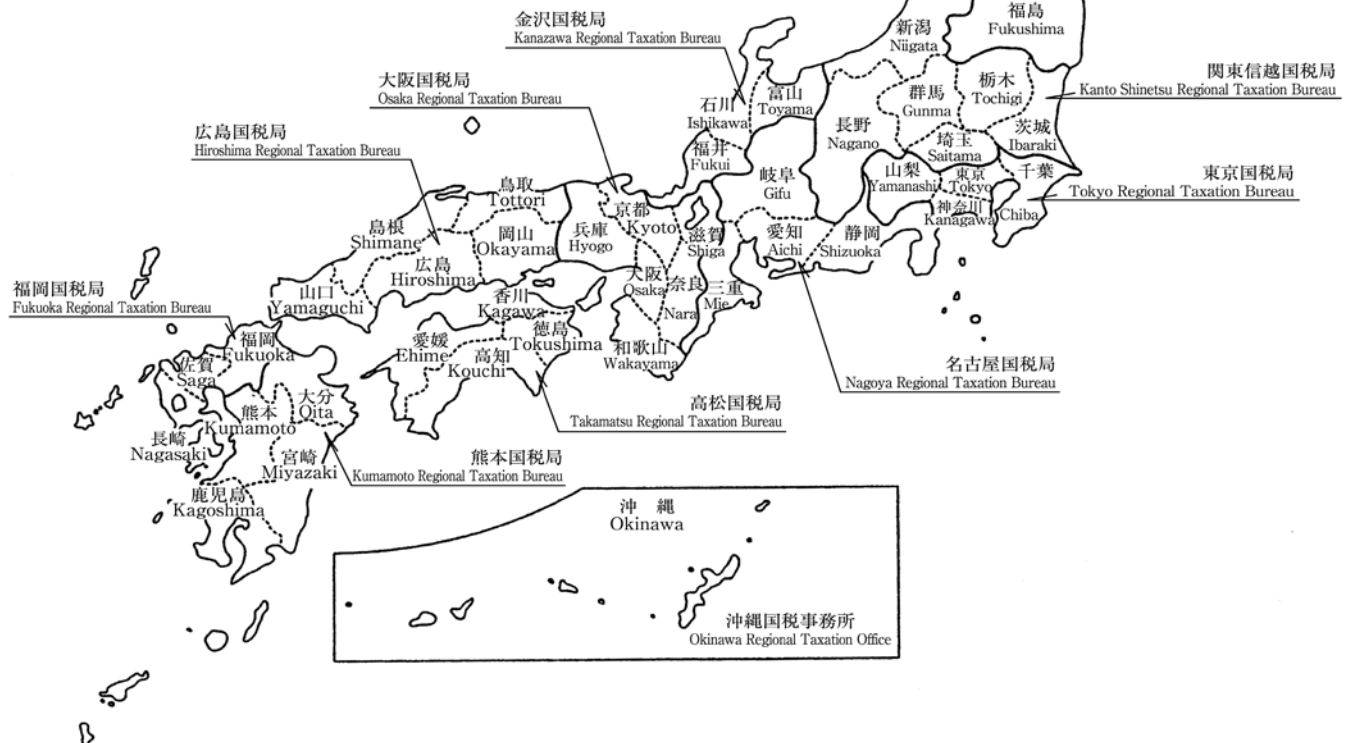 福島
Fukushima
新潟
Niigata
金沢国税局
Kanazawa Regional Taxation Bureau
関東信越国税局
Kanto Shinetsu Regional Taxation Bureau
栃木
Tochigi
群馬
Gunma
大阪国税局
Osaka Regional Taxation Bureau
富山
Toyama
石川
Ishikawa
長野
Nagano
茨城
Ibaraki
埼玉
Saitama
広島国税局
Hiroshima Regional Taxation Bureau
福井
Fukui
岐阜
Gifu
山梨
Yamanashi
東京
Tokyo
千葉
Chiba
東京国税局
Tokyo Regional Taxation Bureau
神奈川
Kanagawa
鳥取
Tottori
京都
Kyoto
兵庫
Hyogo
島根
Shimane
岡山
Okayama
滋賀
Shiga
愛知
Aichi
静岡
Shizuoka
広島
Hiroshima
大阪
Osaka
奈良
Nara
三重
Mie
福岡国税局
Fukuoka Regional Taxation Bureau
山口
Yamaguchi
香川
Kagawa
徳島
Tokushima
愛媛
Ehime
高知
Kouchi
和歌山
Wakayama
福岡
Fukuoka
佐賀
Saga
名古屋国税局
Nagoya Regional Taxation Bureau
大分
Oita
熊本
Kumamoto
高松国税局
Takamatsu Regional Taxation Bureau
長崎
Nagasaki
宮崎
Miyazaki
熊本国税局
Kumamoto Regional Taxation Bureau
鹿児島
Kagoshima
沖縄
Okinawa
沖縄国税事務所
Okinawa Regional Taxation Office